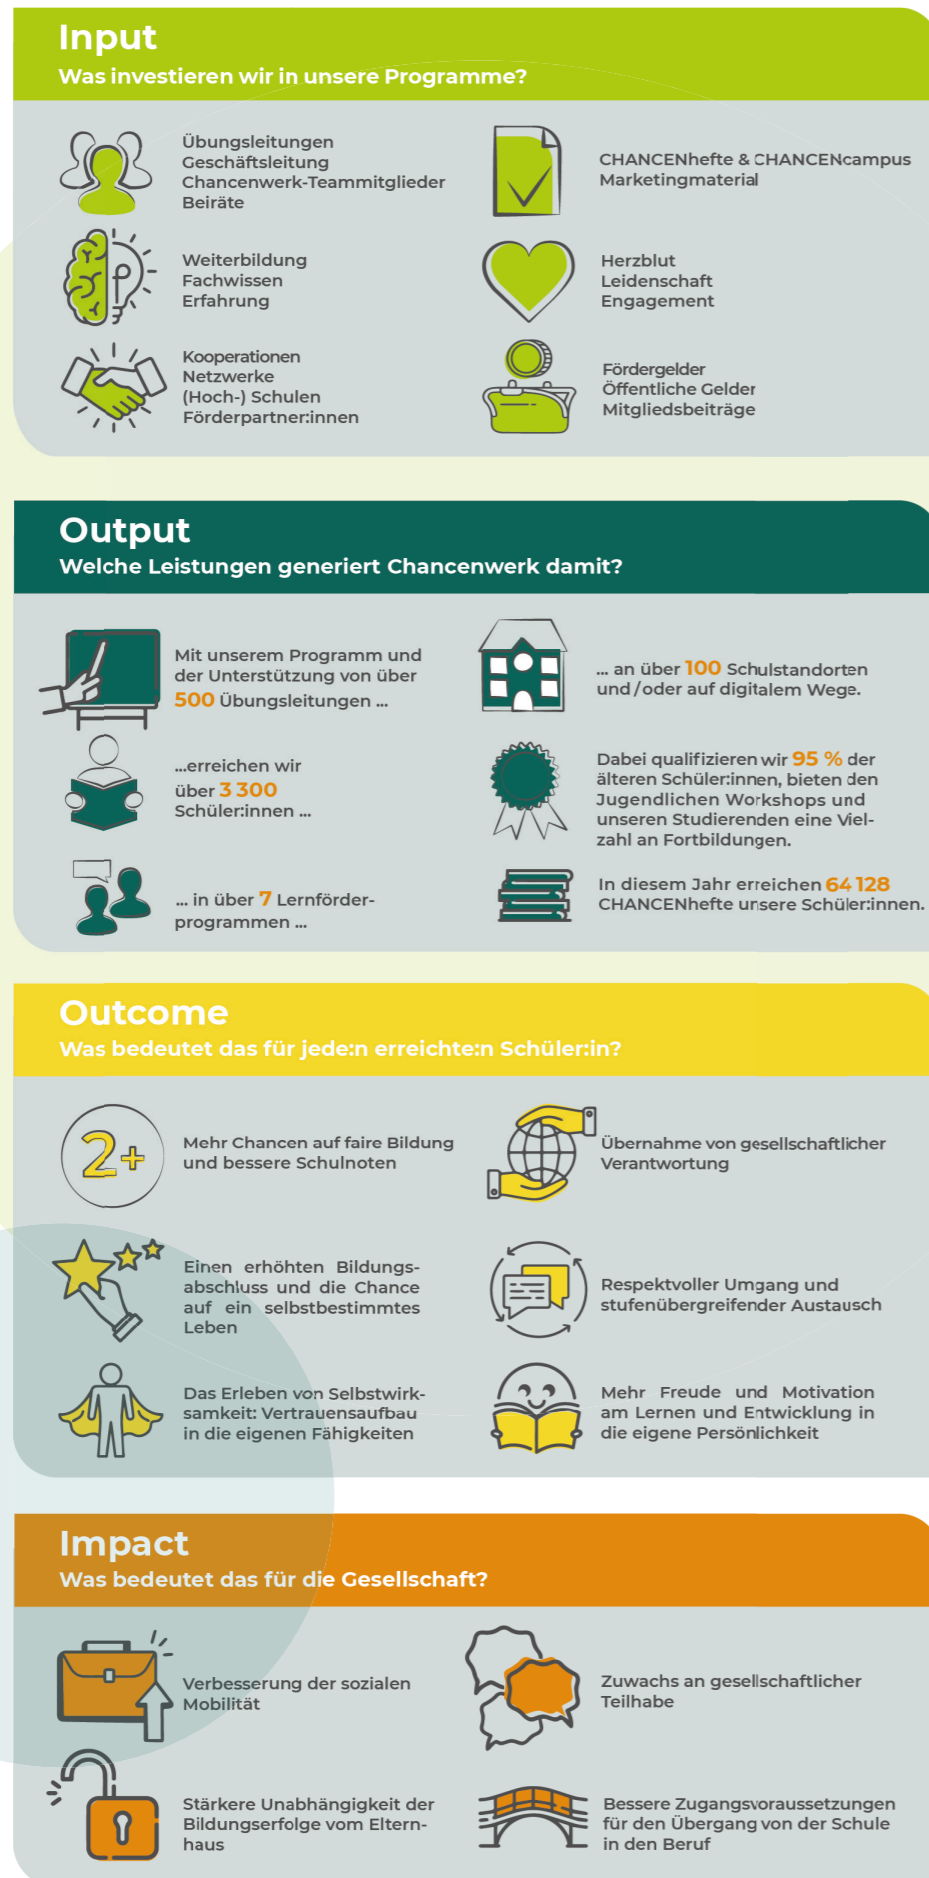 Input
Was investieren wir in unsere Programme?
Übungsleitungen
Geschäftsleitung
Chancenwerk-Teammitglieder
Beiräte
CHANCENhefte & CHANCENcampus
Marketingmaterial
Weiterbildung
Fachwissen
Erfahrung
Herzblut
Leidenschaft
Engagement
Kooperationen
Netzwerke
(Hoch-) Schulen
Förderpartner:innen
Fördergelder
Öffentliche Gelder
Mitgliedsbeiträge
Output
Welche Leistungen generiert Chancenwerk damit?
Mit unserem Programm und
der Unterstützung von über
500 Übungsleitungen ...
...erreichen wir
über 3 300
Schüler:innen ...
... in über 7 Lernförder-
programmen ...
... an über 100 Schulstandorten
und/oder auf digitalem Wege.
Dabei qualifizieren wir 95 % der
älteren Schüler:innen, bieten den
Jugendlichen Workshops und
unseren Studierenden eine Viel-
zahl an Fortbildungen.
In diesem Jahr erreichen 64 128
CHANCENhefte unsere Schüler:innen.
Outcome
Was bedeutet das für jede:n erreichte:n Schüler:in?
2+
Mehr Chancen auf faire Bildung
und bessere Schulnoten
Übernahme von gesellschaftlicher
Verantwortung
Einen erhöhten Bildungs-
abschluss und die Chance
auf ein selbstbestimmtes
Leben
Respektvoller Umgang und
stufenübergreifender Austausch
Das Erleben von Selbstwirk-
samkeit: Vertrauensaufbau
in die eigenen Fähigkeiten
Mehr Freude und Motivation
am Lernen und Entwicklung in
die eigene Persönlichkeit
Impact
Was bedeutet das für die Gesellschaft?
Verbesserung der sozialen
Mobilität
Zuwachs an gesellschaftlicher
Teilhabe
Stärkere Unabhängigkeit der
Bildungserfolge vom Eltern-
haus
Bessere Zugangsvoraussetzungen
für den Übergang von der Schule
in den Beruf